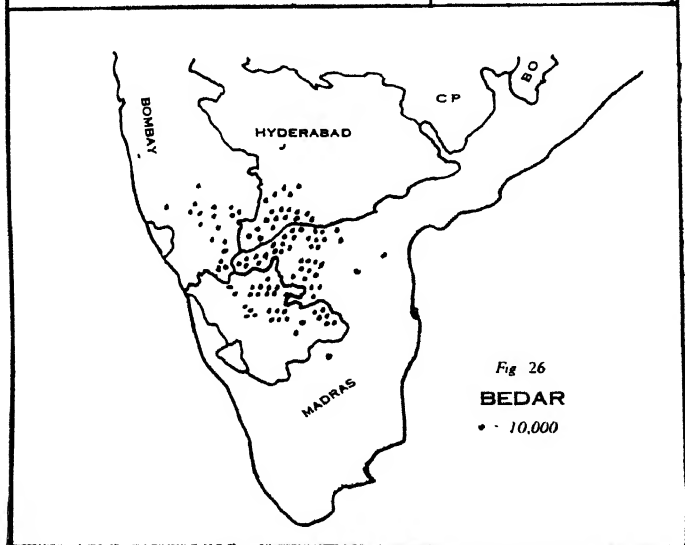 BO
CP
BOMBAY
HYDERABAD
MADRAS
Fig 26
BEDAR
• - 10,000